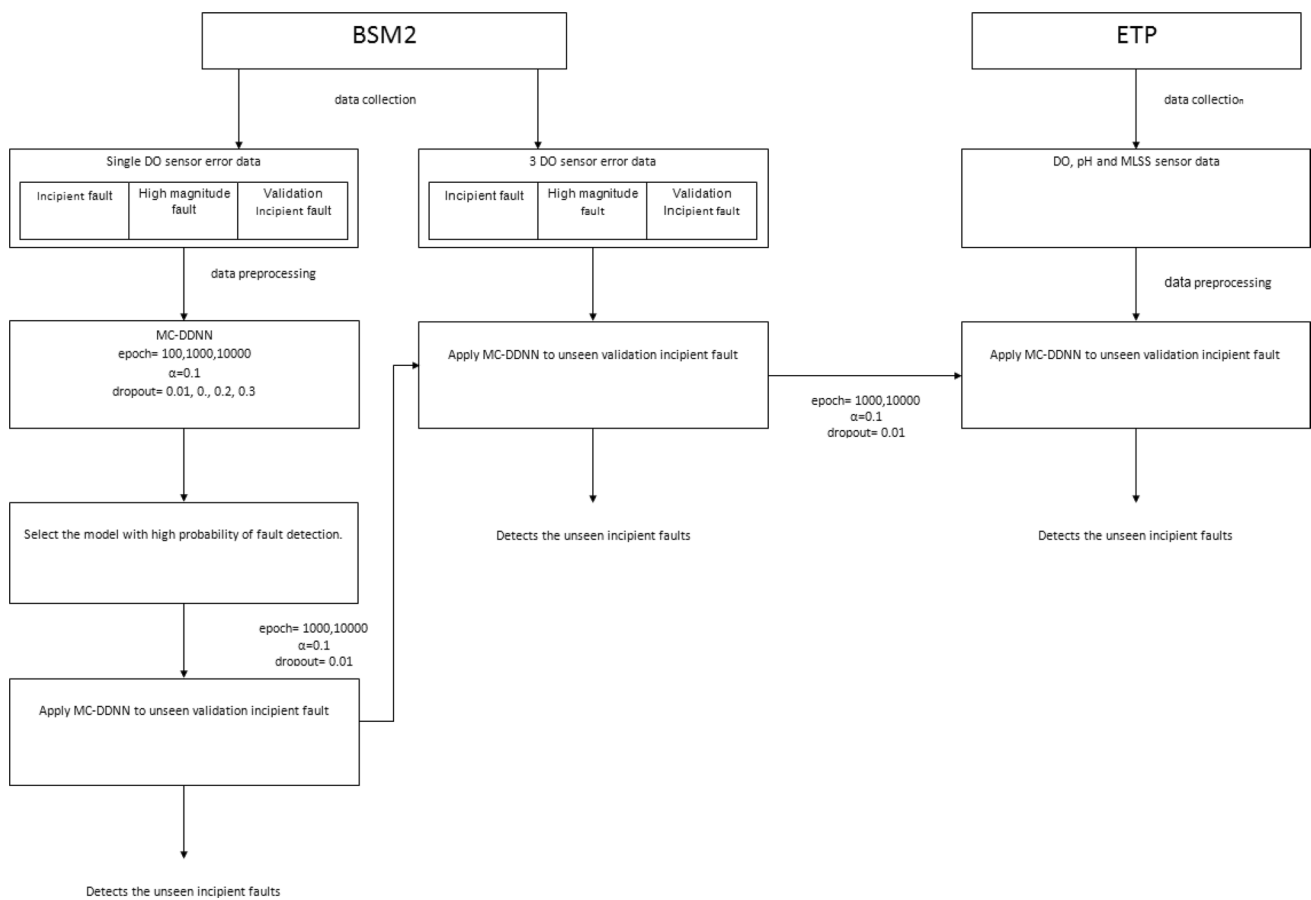 BSM2
ETP
data collection
data collection
Single DO sensor error data
Incipient fault
High magnitude
fault
Validation
Incipient fault
3 DO sensor error data
Incipient fault
High magnitude
fault
Validation
Incipient fault
DO, pH and MLSS sensor data
data preprocessing
data preprocessing
MC-DDNN
epoch= 100,1000,10000
α=0.1
dropout= 0.01, 0., 0.2, 0.3
Apply MC-DDNN to unseen validation incipient fault
Apply MC-DDNN to unseen validation incipient fault
epoch= 1000,10000
α=0.1
dropout= 0.01
Select the model with high probability of fault detection.
Detects the unseen incipient faults
Detects the unseen incipient faults
epoch= 1000,10000
α=0.1
dropout= 0.01
Apply MC-DDNN to unseen validation incipient fault
Detects the unseen incipient faults